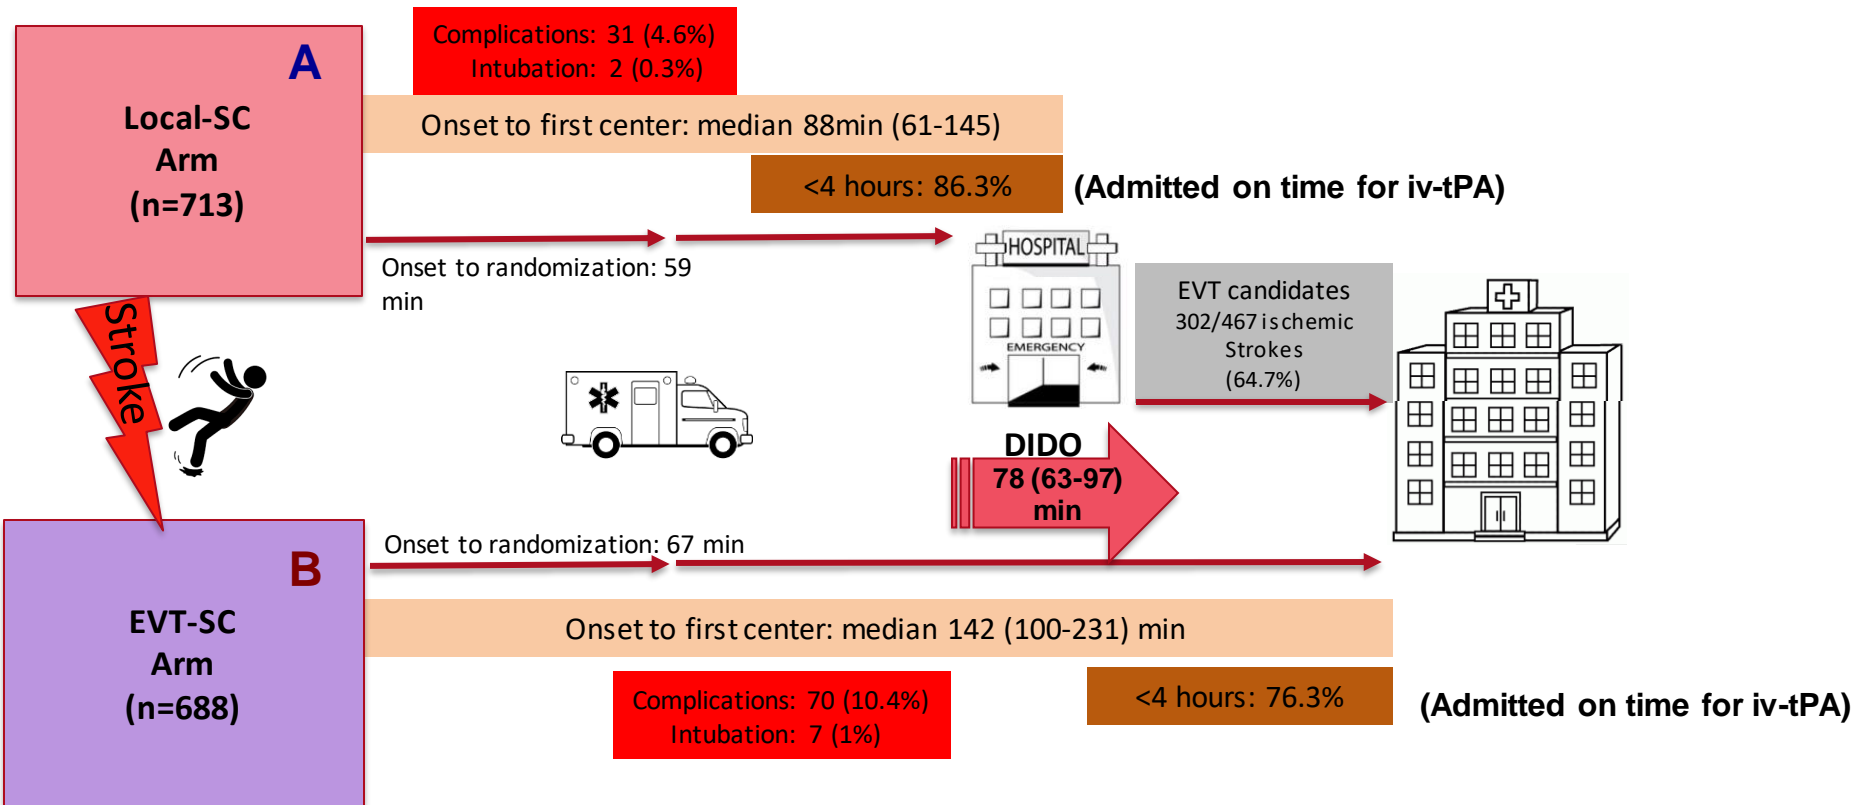 A
Local-SC
Arm
(n=713)
Complications: 31 (4.6%)
Intubation: 2 (0.3%)
Onset to first center: median 88min (61-145)
<4 hours: 86.3%
(Admitted on time for iv-tPA)
Onset to randomization: 59
min
HOSPITAL
EMERGENCY
EVT candidates
302/467 ischemic
Strokes
(64.7%)
Stroke
DIDO
78 (63-97)
min
B
EVT-SC
Arm
(n=688)
Onset to randomization: 67 min
Onset to first center: median 142 (100-231) min
Complications: 70 (10.4%)
Intubation: 7 (1%)
<4 hours: 76.3%
(Admitted on time for iv-tPA)